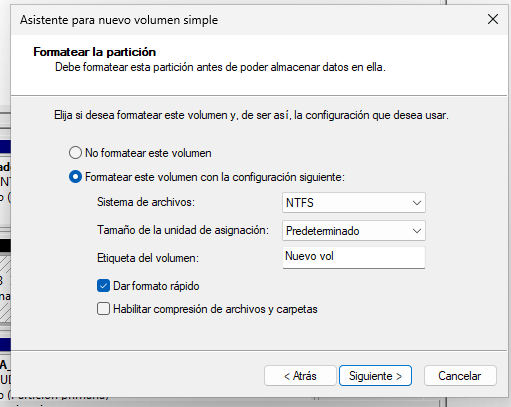 Asistente para nuevo volumen simple
Formatear la partición
Debe formatear esta partición antes de poder almacenar datos en ella.
Elija si desea formatear este volumen y, de ser así, la configuración que desea usar.
No formatear este volumen
Formatear este volumen con la configuración siguiente:
Sistema de archivos: NTFS
Tamaño de la unidad de asignación: Predeterminado
Etiqueta del volumen: Nuevo vol
Dar formato rápido
Habilitar compresión de archivos y carpetas
< Atrás Siguiente > Cancelar